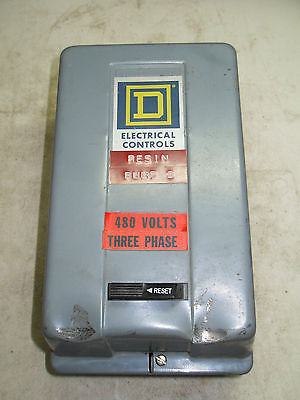 D
ELECTRICAL
CONTROLS
RESIN
480 VOLTS
THREE PHASE
RESET